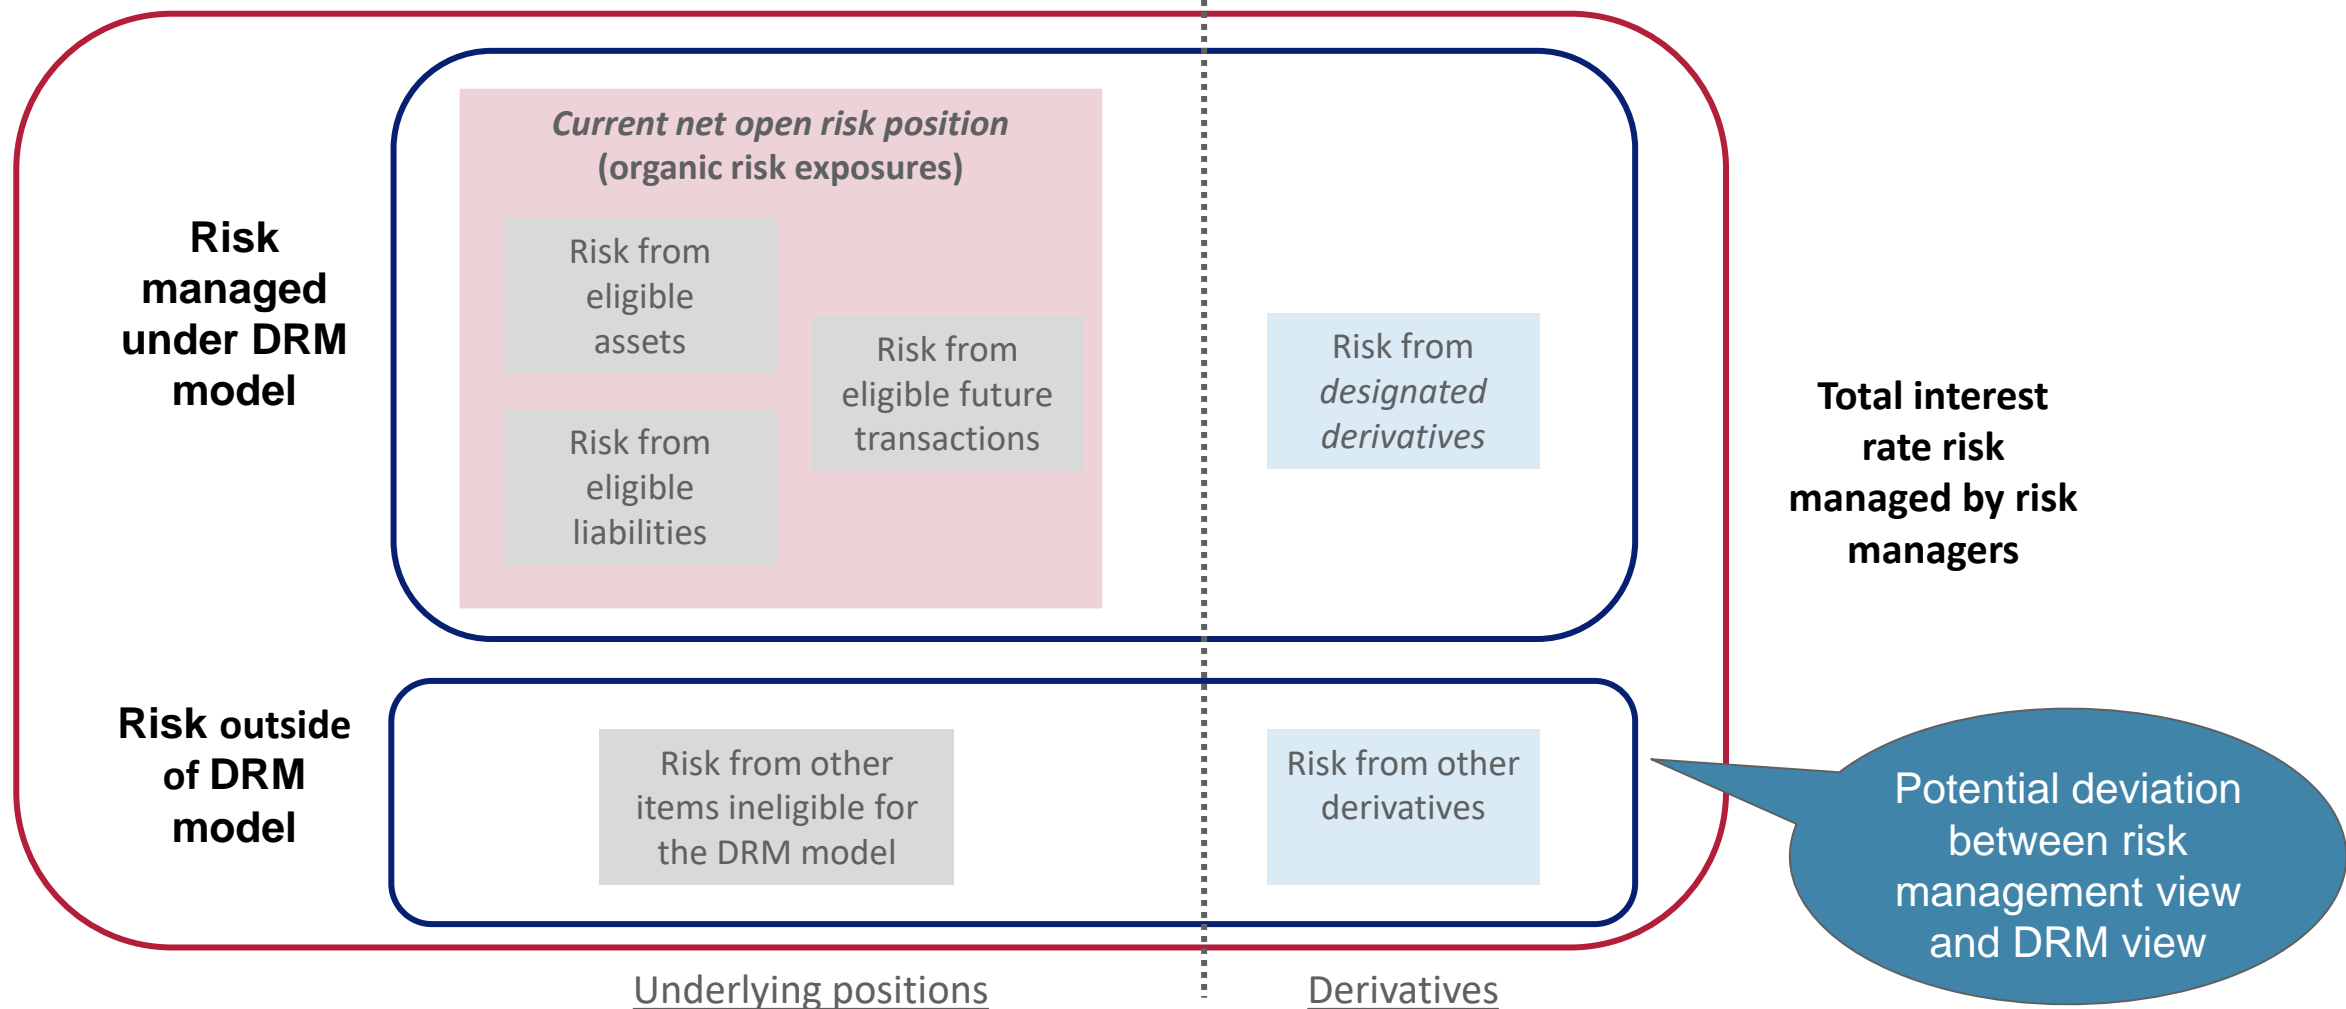 Current net open risk position
(organic risk exposures)
Risk
managed
under DRM
model
Risk from
eligible
assets
Risk from
eligible
liabilities
Risk from
eligible future
transactions
Risk from
designated
derivatives
Total interest
rate risk
managed by risk
managers
Risk outside
of DRM
model
Risk from other
items ineligible for
the DRM model
Risk from other
derivatives
Potential deviation
between risk
management view
and DRM view
Underlying positions
Derivatives